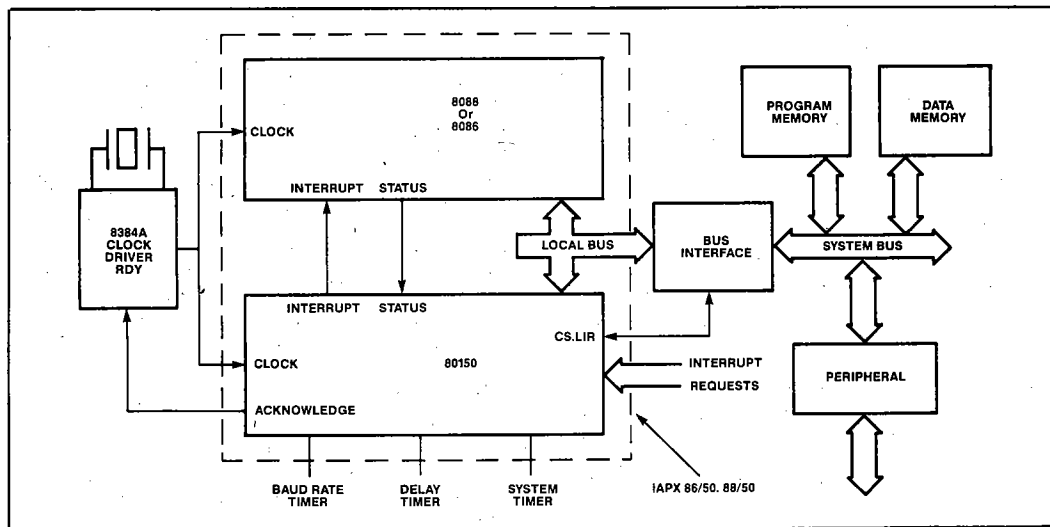 8088
Or
8086
CLOCK
INTERRUPT STATUS
8384A
CLOCK
DRIVER
RDY
PROGRAM
MEMORY
DATA
MEMORY
LOCAL BUS
BUS
INTERFACE
SYSTEM BUS
INTERRUPT STATUS
CS.LIR
CLOCK
80150
ACKNOWLEDGE
INTERRUPT
REQUESTS
PERIPHERAL
BAUD RATE
TIMER
DELAY
TIMER
SYSTEM
TIMER
IAPX 86/50. 88/50